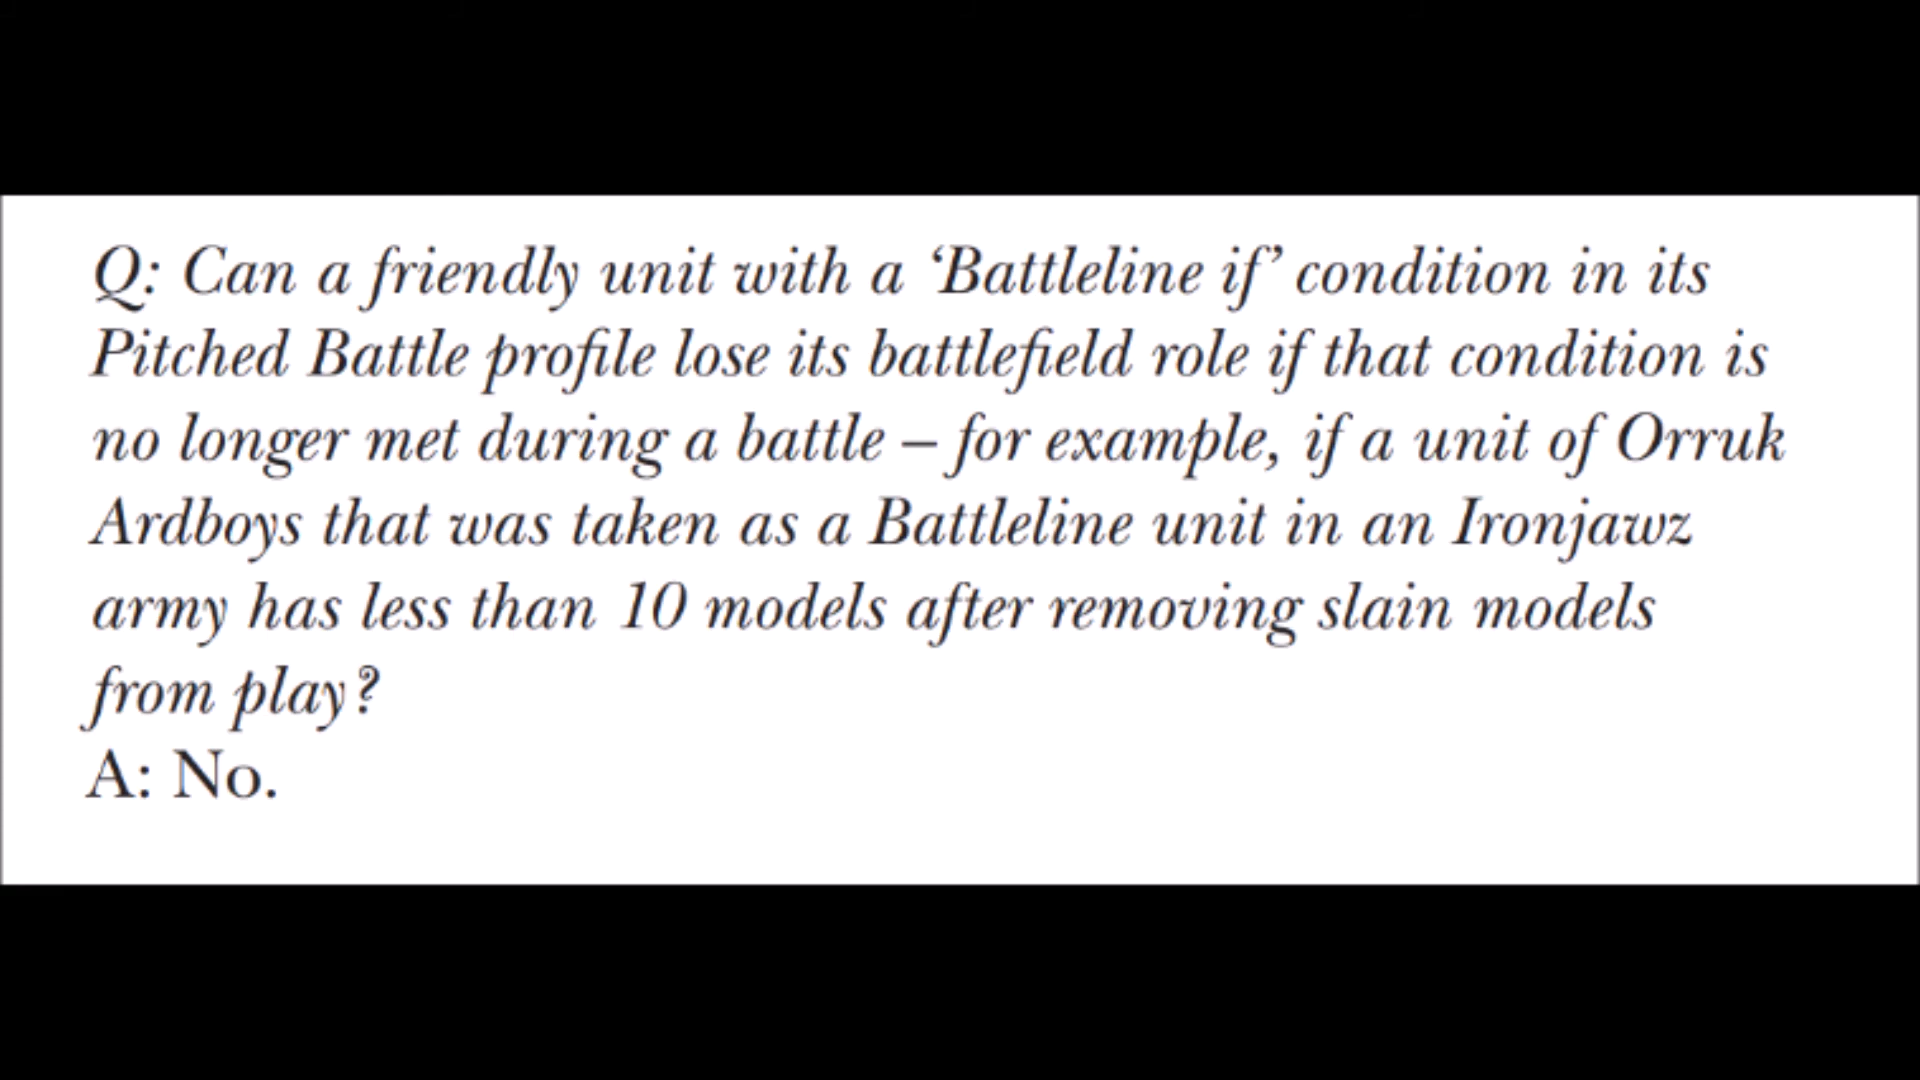 Q: Can a friendly unit with a ‘Battleline if’ condition in its
Pitched Battle profile lose its battlefield role if that condition is
no longer met during a battle – for example, if a unit of Orruk
Ardboys that was taken as a Battleline unit in an Ironjawz
army has less than 10 models after removing slain models
from play?
A: No.